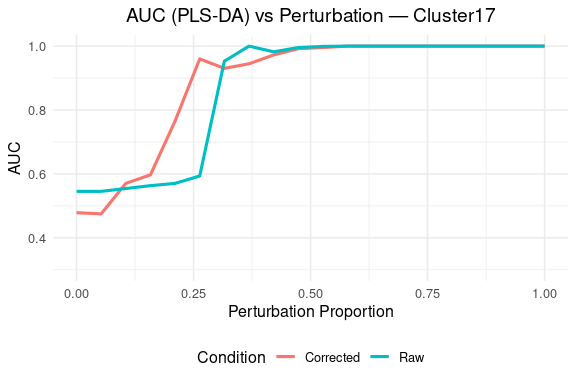 AUC (PLS-DA) vs Perturbation — Cluster17
AUC
1.0
0.8
0.6
0.4
0.00 0.25 0.50 0.75 1.00
Perturbation Proportion
Condition Corrected Raw